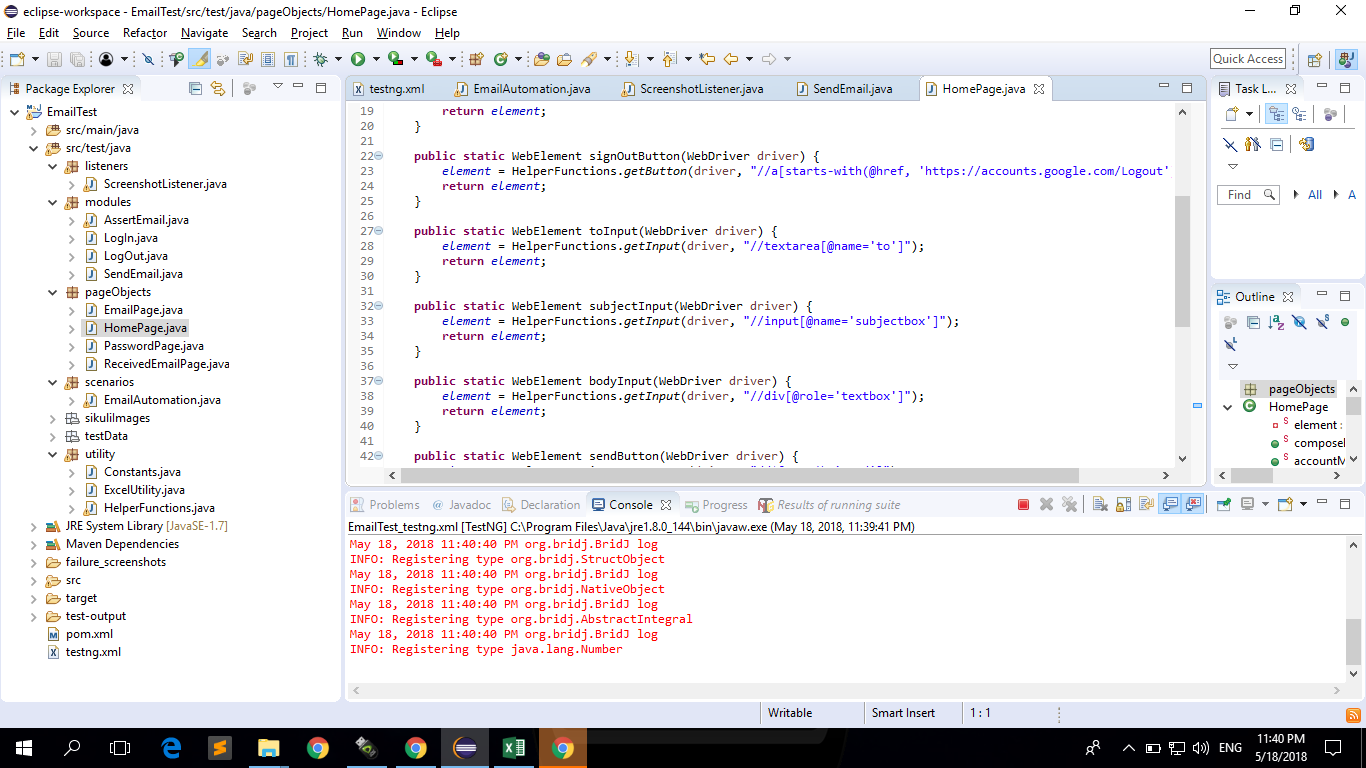 eclipse-workspace - EmailTest/src/test/java/pageObjects/HomePage.java - Eclipse
File Edit Source Refactor Navigate Search Project Run Window Help
Quick Access
Package Explorer
EmailTest
src/main/java
src/test/java
listeners
ScreenshotListener.java
modules
AssertEmail.java
LogIn.java
LogOut.java
SendEmail.java
pageObjects
EmailPage.java
HomePage.java
PasswordPage.java
ReceivedEmailPage.java
scenarios
EmailAutomation.java
sikuliImages
testData
utility
Constants.java
ExcelUtility.java
HelperFunctions.java
JRE System Library [JavaSE-1.7]
Maven Dependencies
failure_screenshots
src
target
test-output
pom.xml
testng.xml
testng.xml EmailAutomation.java ScreenshotListener.java SendEmail.java HomePage.java
19 return element;
20 }
21
22 public static WebElement signOutButton(WebDriver driver) {
23 element = HelperFunctions.getButton(driver, "//a[starts-with(@href, 'https://accounts.google.com/Logout'
24 return element;
25 }
26
27 public static WebElement toInput(WebDriver driver) {
28 element = HelperFunctions.getInput(driver, "//textarea[@name='to']");
29 return element;
30 }
31
32 public static WebElement subjectInput(WebDriver driver) {
33 element = HelperFunctions.getInput(driver, "//input[@name='subjectbox']");
34 return element;
35 }
36
37 public static WebElement bodyInput(WebDriver driver) {
38 element = HelperFunctions.getInput(driver, "//div[@role='textbox']");
39 return element;
40 }
41
42 public static WebElement sendButton(WebDriver driver) {
Task L...
Find All A
Outline
pageObjects
HomePage
element :
composeE
accountM
Problems @ Javadoc Declaration Console Progress Results of running suite
EmailTest_testng.xml [TestNG] C:\Program Files\Java\jre1.8.0_144\bin\javaw.exe (May 18, 2018, 11:39:41 PM)
May 18, 2018 11:40:40 PM org.bridj.BridJ log
INFO: Registering type org.bridj.StructObject
May 18, 2018 11:40:40 PM org.bridj.BridJ log
INFO: Registering type org.bridj.NativeObject
May 18, 2018 11:40:40 PM org.bridj.BridJ log
INFO: Registering type org.bridj.AbstractIntegral
May 18, 2018 11:40:40 PM org.bridj.BridJ log
INFO: Registering type java.lang.Number
Writable Smart Insert 1 : 1
ENG
11:40 PM
5/18/2018